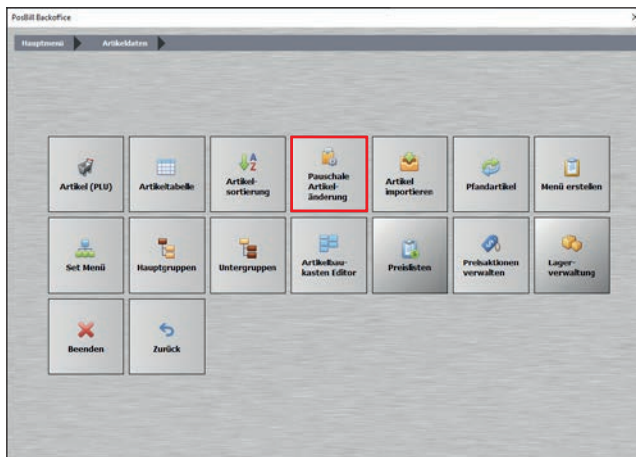 PosBill Backoffice
Hauptmenü Artikeldaten
Artikel (PLU)
Artikeltabelle
Artikel-
sortierung
Pauschale
Artikel-
änderung
Artikel
importieren
Pfandartikel
Menü erstellen
Set Menü
Hauptgruppen
Untergruppen
Artikelbau-
kasten Editor
Preislisten
Preisaktionen
verwalten
Lager-
verwaltung
Beenden
Zurück